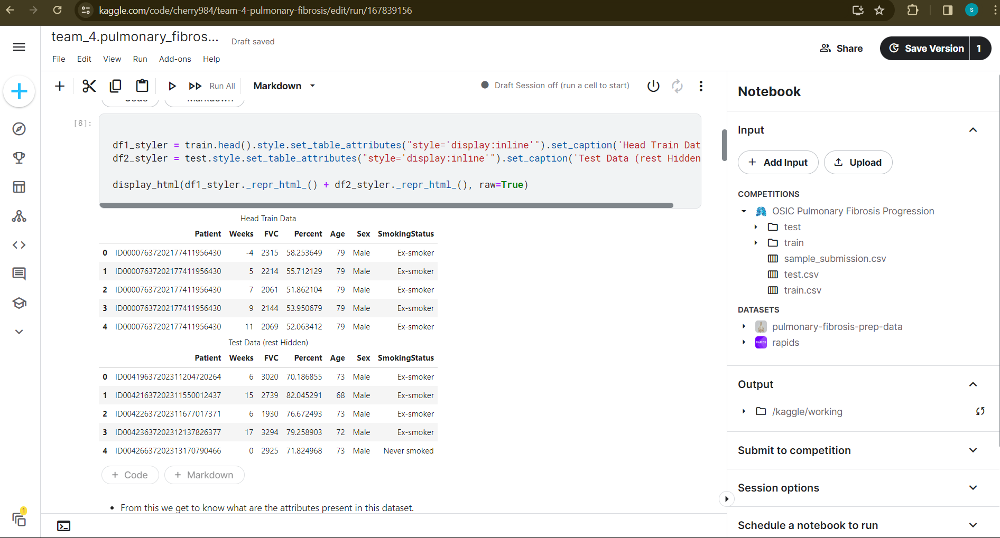 kaggle.com/code/cherry984/team-4-pulmonary-fibrosis/edit/run/167839156
S
team_4.pulmonary_fibros...
Draft saved
File Edit View Run Add-ons Help
Share
Save Version 1
Run All
Markdown
Draft Session off (run a cell to start)
Code Markdown
[8]:
df1_styler = train.head().style.set_table_attributes("style='display:inline'").set_caption('Head Train Dat
df2_styler = test.style.set_table_attributes("style='display:inline'").set_caption('Test Data (rest Hidden
display_html(df1_styler._repr_html_() + df2_styler._repr_html_(), raw=True)
Head Train Data
Patient Weeks FVC Percent Age Sex SmokingStatus
0 ID00007637202177411956430 -4 2315 58.253649 79 Male Ex-smoker
1 ID00007637202177411956430 5 2214 55.712129 79 Male Ex-smoker
2 ID00007637202177411956430 7 2061 51.862104 79 Male Ex-smoker
3 ID00007637202177411956430 9 2144 53.950679 79 Male Ex-smoker
4 ID00007637202177411956430 11 2069 52.063412 79 Male Ex-smoker
Test Data (rest Hidden)
Patient Weeks FVC Percent Age Sex SmokingStatus
0 ID00419637202311204720264 6 3020 70.186855 73 Male Ex-smoker
1 ID00421637202311550012437 15 2739 82.045291 68 Male Ex-smoker
2 ID00422637202311677017371 6 1930 76.672493 73 Male Ex-smoker
3 ID00423637202312137826377 17 3294 79.258903 72 Male Ex-smoker
4 ID00426637202313170790466 0 2925 71.824968 73 Male Never smoked
+ Code + Markdown
• From this we get to know what are the attributes present in this dataset.
1
Notebook
Input
+ Add Input Upload
COMPETITIONS
OSIC Pulmonary Fibrosis Progression
test
train
sample_submission.csv
test.csv
train.csv
DATASETS
pulmonary-fibrosis-prep-data
RAPIDS rapids
Output
/kaggle/working
Submit to competition
Session options
Schedule a notebook to run